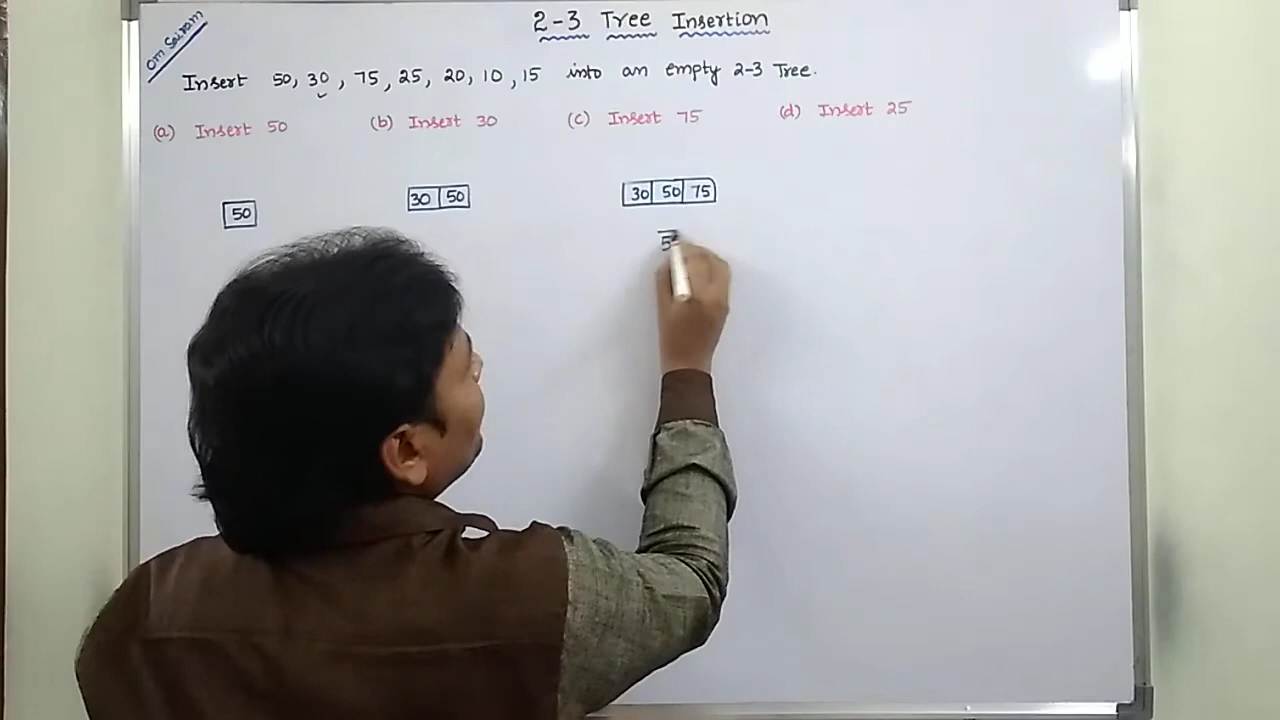 2-3 Tree Insertion
Om Sairam
Insert 50, 30, 75, 25, 20, 10, 15 into an empty 2-3 Tree.
(a) Insert 50 (b) Insert 30 (c) Insert 75 (d) Insert 25
50 30 50 30 50 75
5